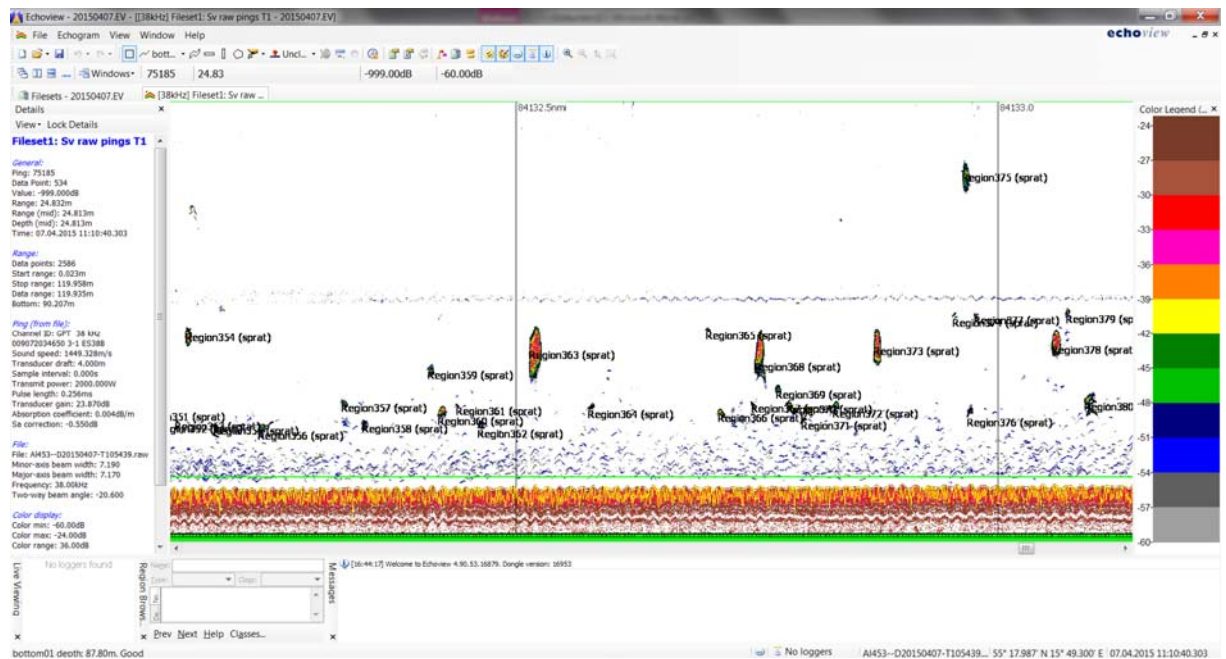 Echoview - 20150407.EV - [[38kHz] Fileset1: Sv raw pings T1 - 20150407.EV]
File Echogram View Window Help
echoview
bott... Uncl...
Windows 75185 24.83 -999.00dB -60.00dB
Filesets - 20150407.EV [38kHz] Fileset1: Sv raw ...
Details
View Lock Details
Fileset1: Sv raw pings T1
General:
Ping: 75185
Data Point: 534
Value: -999.000dB
Range: 24.832m
Range (mid): 24.813m
Depth (mid): 24.813m
Time: 07.04.2015 11:10:40.303
Range:
Data points: 2586
Start range: 0.023m
Stop range: 119.958m
Data range: 119.935m
Bottom: 90.207m
Ping (from file):
Channel ID: GPT 38 kHz
009072034650 3-1 ES38B
Sound speed: 1449.328m/s
Transducer draft: 4.000m
Sample interval: 0.000s
Transmit power: 2000.000W
Pulse length: 0.256ms
Transducer gain: 23.870dB
Absorption coefficient: 0.004dB/m
Sa correction: -0.550dB
File:
File: Al453--D20150407-T105439.raw
Minor-axis beam width: 7.190
Major-axis beam width: 7.170
Frequency: 38.00kHz
Two-way beam angle: -20.600
Color display:
Color min: -60.00dB
Color max: -24.00dB
Color range: 36.00dB
84132.5nmi 84133.0
Region375 (sprat)
Region379 (sp
Region354 (sprat)
Region365 (sprat)
Region363 (sprat)
Region373 (sprat)
Region378 (sprat
Region368 (sprat)
Region359 (sprat)
Region369 (sprat)
Region357 (sprat)
Region361 (sprat)
Region364 (sprat)
Region372 (sprat)
Region380
351 (sprat)
Region366 (sprat)
Region360 (sprat)
Region376 (sprat)
Region358 (sprat)
Region371 (sprat)
Region356 (sprat)
Region362 (sprat)
Color Legend (...
-24
-27
-30
-33
-36
-39
-42
-45
-48
-51
-54
-57
-60
Live Viewing
No loggers found
Region Brows...
Name:
Type: Class:
No
De
Prev Next Help Classes...
Messages
[16:44:17] Welcome to Echoview 4.90.53.16879. Dongle version: 16953
bottom01 depth: 87.80m. Good
No loggers Al453--D20150407-T105439... 55° 17.987' N 15° 49.300' E 07.04.2015 11:10:40.303